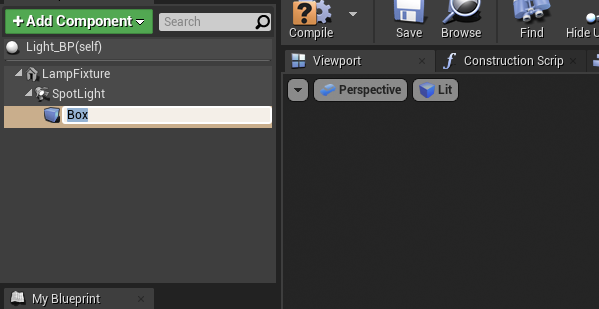 + Add Component
Search
Light_BP(self)
LampFixture
SpotLight
Box
My Blueprint
Compile
Save
Browse
Find
Hide U
Viewport
Construction Scrip
Perspective
Lit